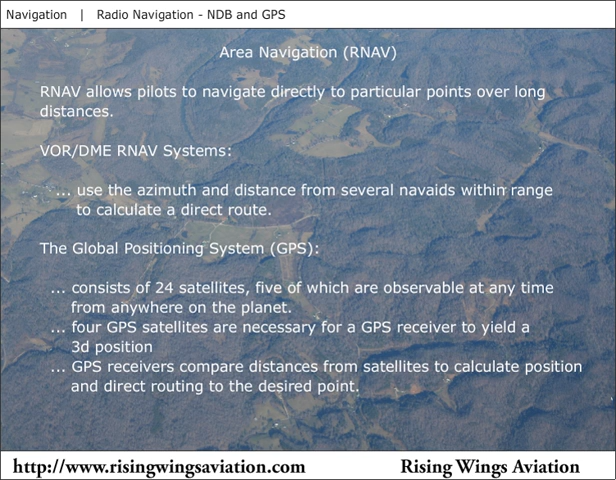 Navigation | Radio Navigation - NDB and GPS
Area Navigation (RNAV)
RNAV allows pilots to navigate directly to particular points over long
distances.
VOR/DME RNAV Systems:
... use the azimuth and distance from several navaids within range
to calculate a direct route.
The Global Positioning System (GPS):
... consists of 24 satellites, five of which are observable at any time
from anywhere on the planet.
... four GPS satellites are necessary for a GPS receiver to yield a
3d position
... GPS receivers compare distances from satellites to calculate position
and direct routing to the desired point.
http://www.risingwingsaviation.com Rising Wings Aviation